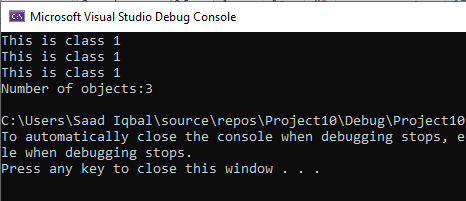 Microsoft Visual Studio Debug Console
This is class 1
This is class 1
This is class 1
Number of objects:3
C:\Users\Saad Iqbal\source\repos\Project10\Debug\Project10
To automatically close the console when debugging stops, e
le when debugging stops.
Press any key to close this window . . .